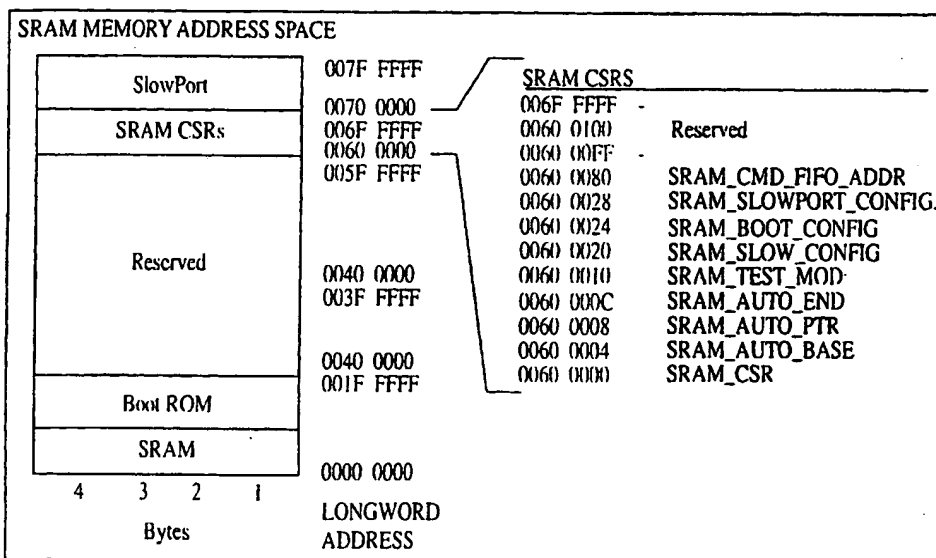 SRAM MEMORY ADDRESS SPACE
SlowPort
SRAM CSRs
Reserved
Boot ROM
SRAM
4 3 2 1
Bytes
007F FFFF
0070 0000
006F FFFF
0060 0000
005F FFFF
0040 0000
003F FFFF
0040 0000
001F FFFF
0000 0000
LONGWORD
ADDRESS
SRAM CSRS
006F FFFF -
0060 0100 Reserved
0060 00FF -
0060 0080 SRAM_CMD_FIFO_ADDR
0060 0028 SRAM_SLOWPORT_CONFIG
0060 0024 SRAM_BOOT_CONFIG
0060 0020 SRAM_SLOW_CONFIG
0060 0010 SRAM_TEST_MOD
0060 000C SRAM_AUTO_END
0060 0008 SRAM_AUTO_PTR
0060 0004 SRAM_AUTO_BASE
0060 0000 SRAM_CSR